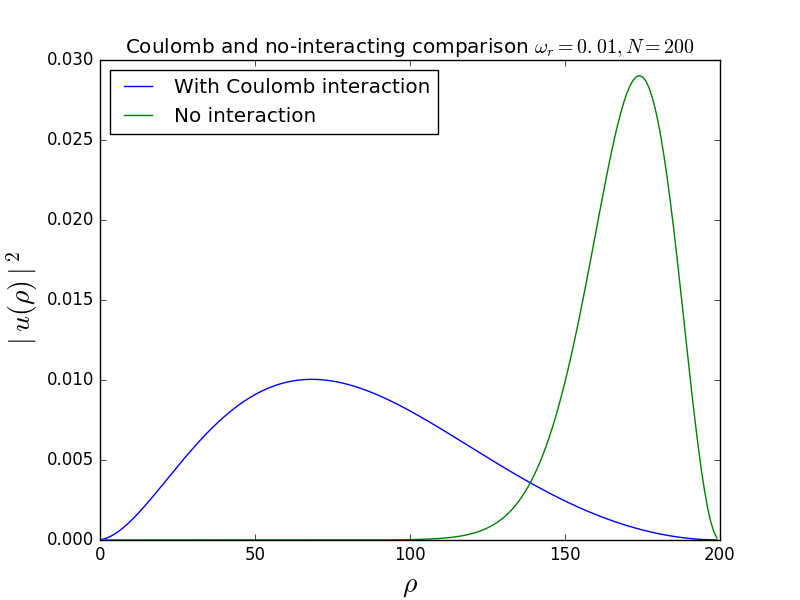 Coulomb and no-interacting comparison ω_r = 0.01, N = 200
With Coulomb interaction
No interaction
| u(ρ) |²
0.030
0.025
0.020
0.015
0.010
0.005
0.000
0 50 100 150 200
ρ